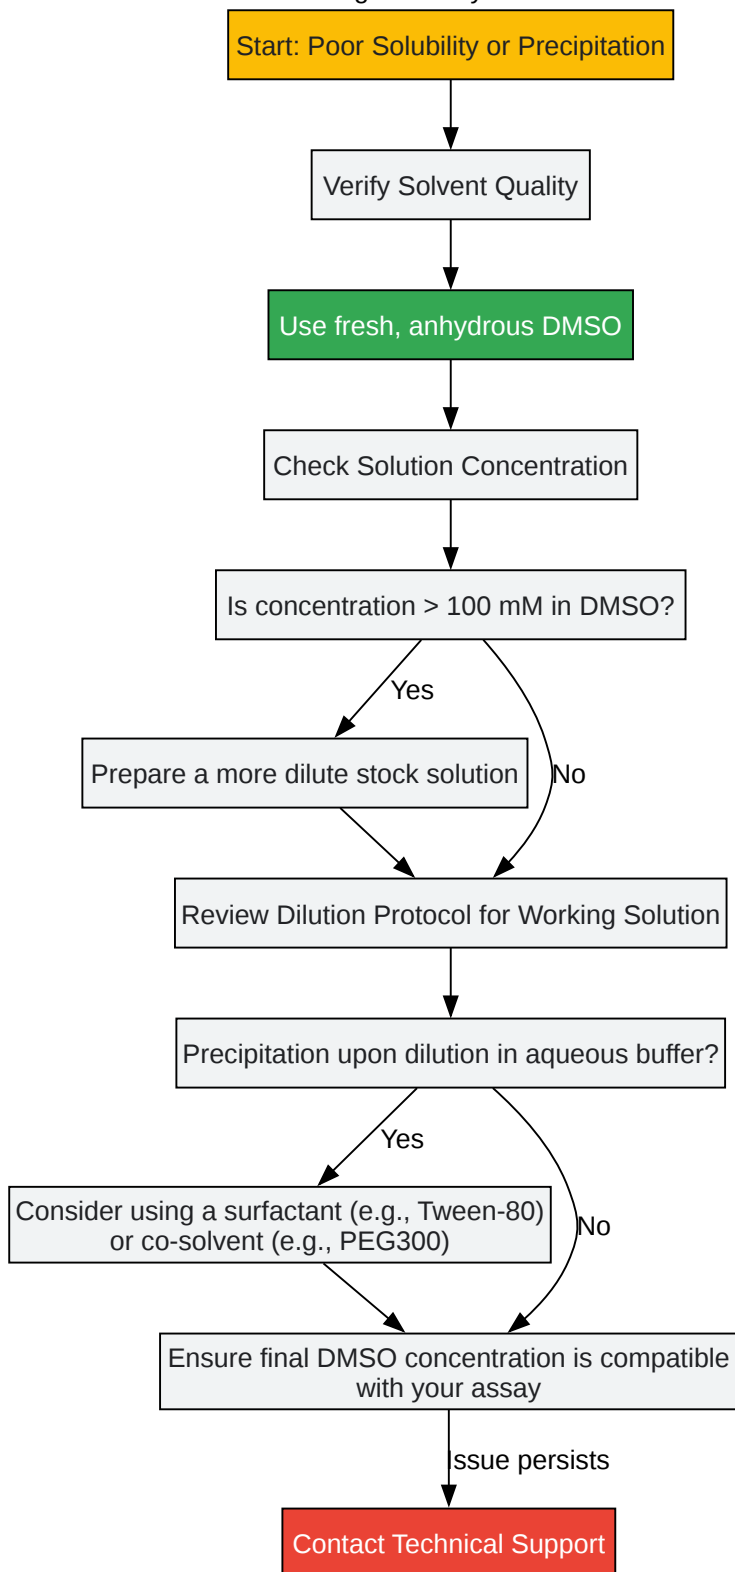 Start: Poor Solubility or Precipitation
Verify Solvent Quality
Use fresh, anhydrous DMSO
Check Solution Concentration
Is concentration > 100 mM in DMSO?
Yes
Prepare a more dilute stock solution
No
Review Dilution Protocol for Working Solution
Precipitation upon dilution in aqueous buffer?
Yes
Consider using a surfactant (e.g., Tween-80)
or co-solvent (e.g., PEG300)
No
Ensure final DMSO concentration is compatible
with your assay
Issue persists
Contact Technical Support